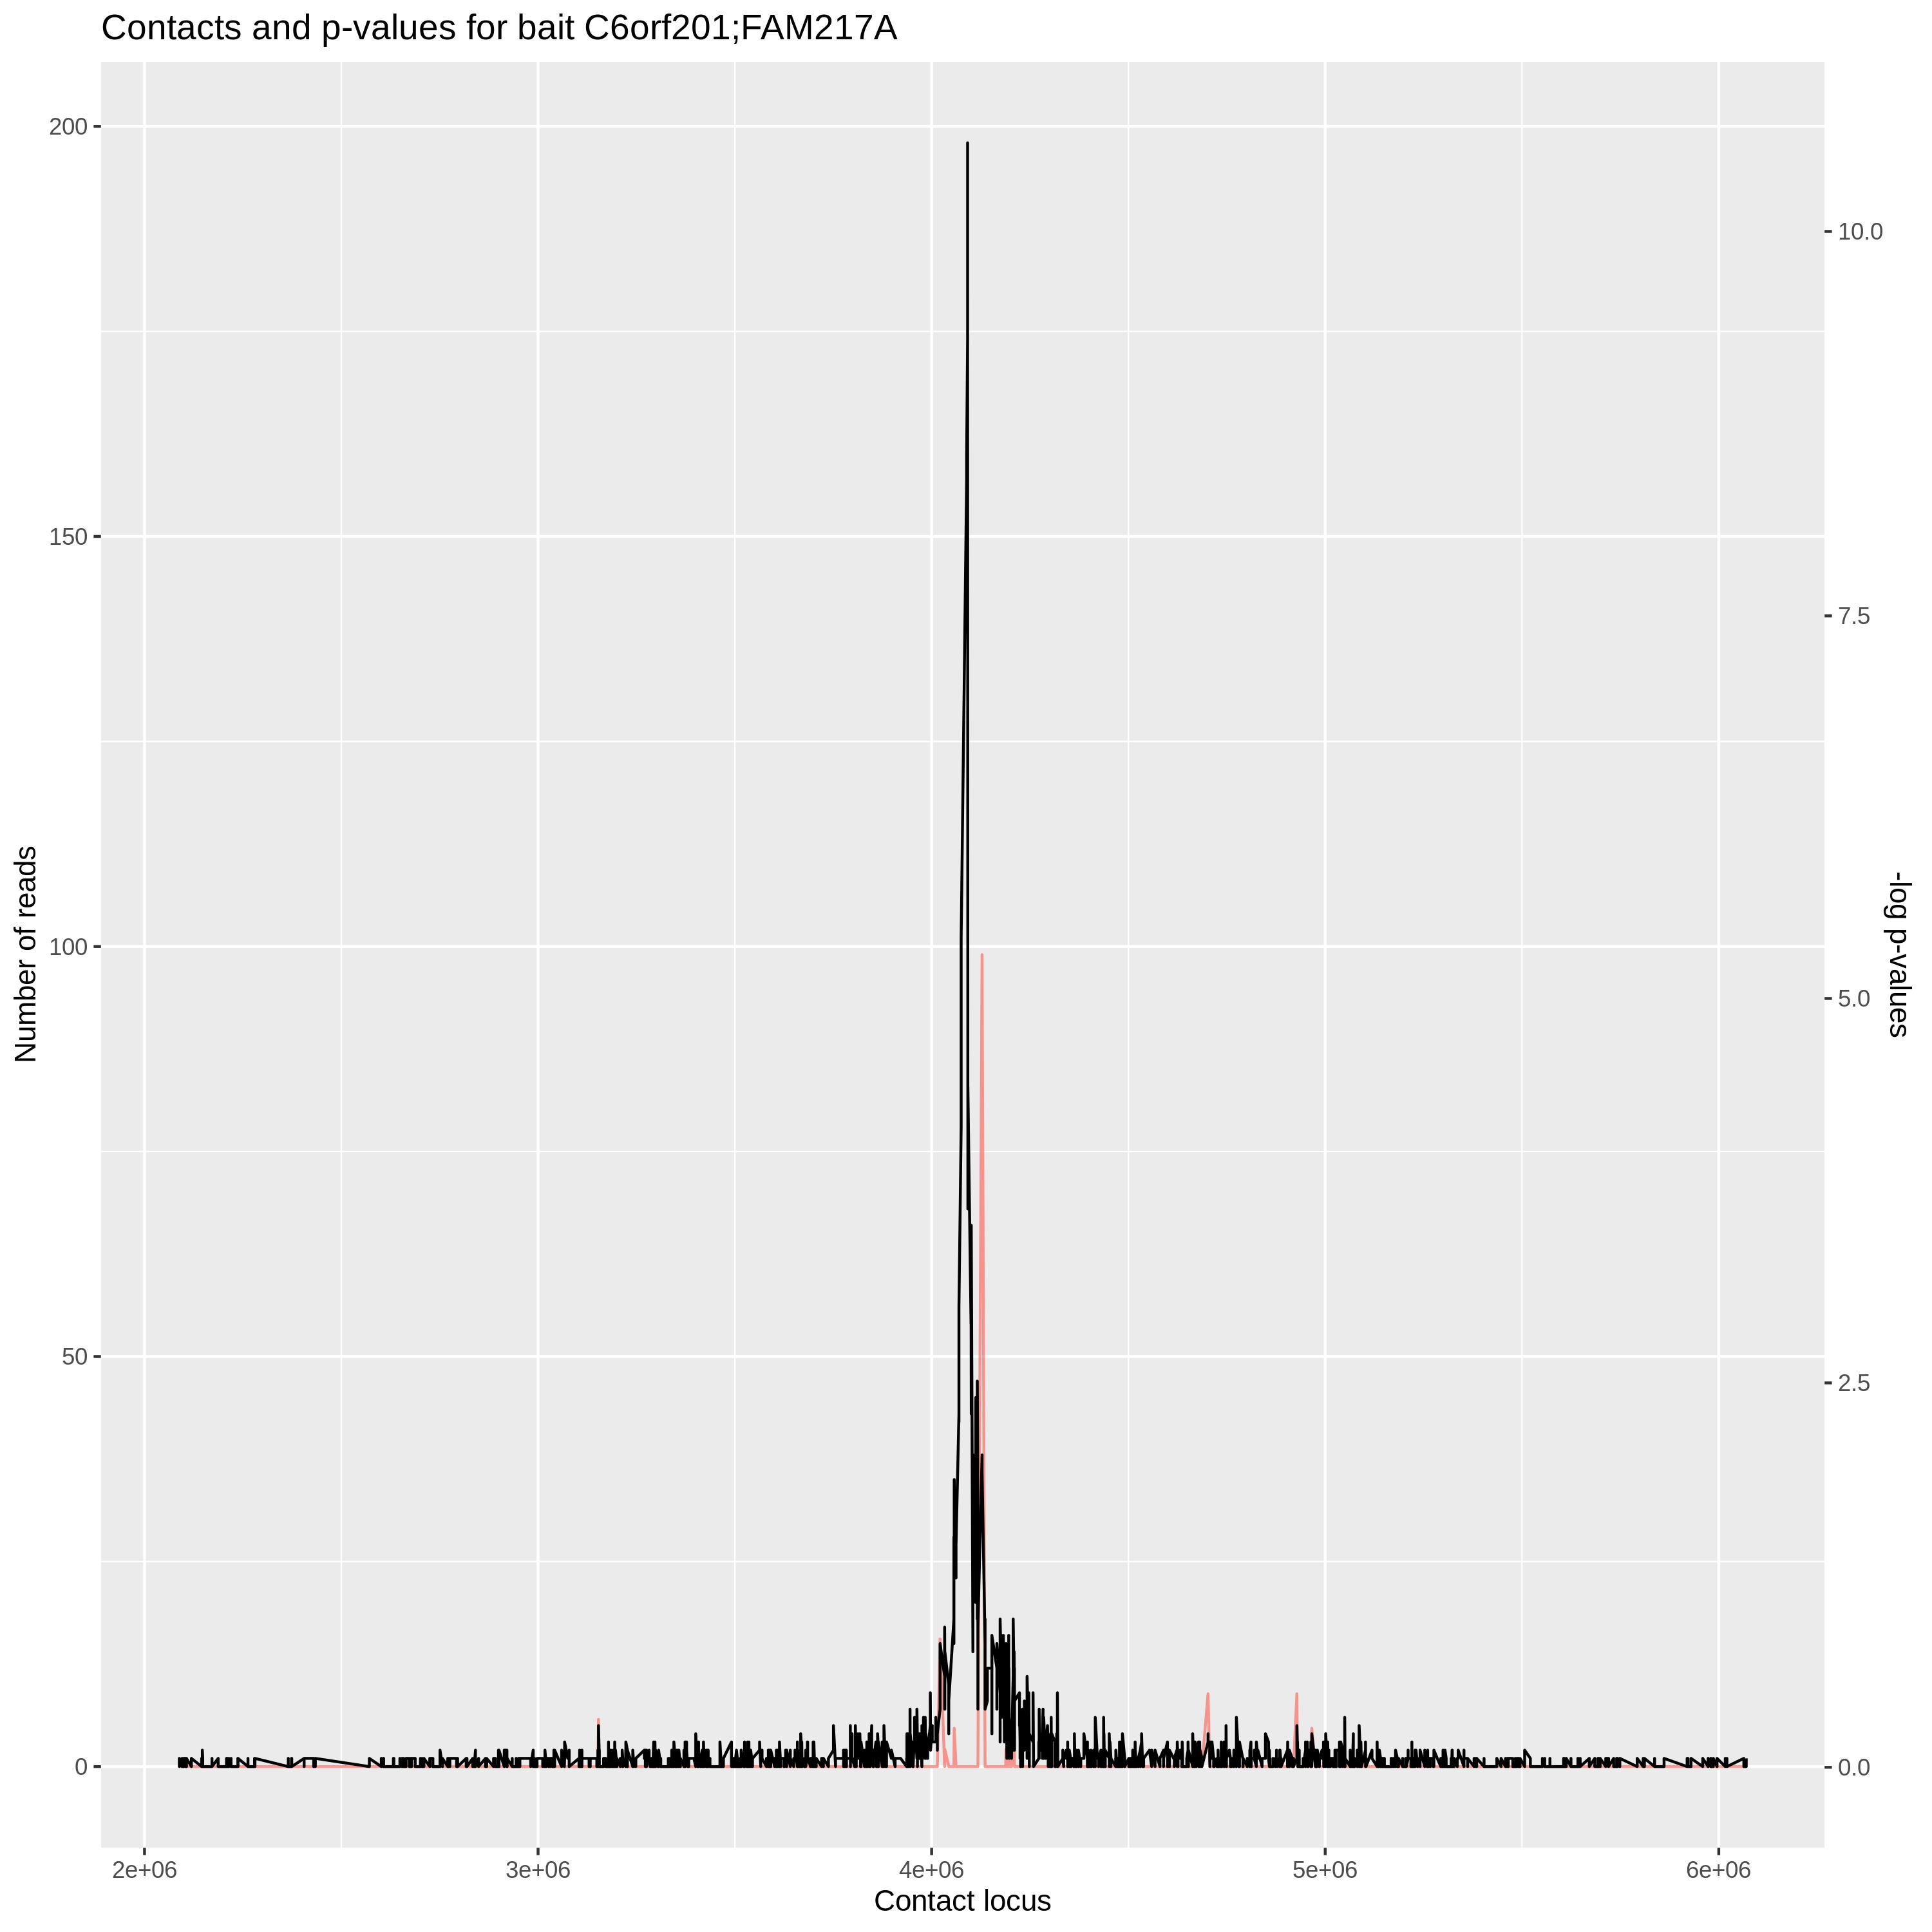 Contacts and p-values for bait C6orf201;FAM217A
200
150
100
50
0
Number of reads
10.0
7.5
5.0
2.5
0.0
-log p-values
2e+06
3e+06
4e+06
5e+06
6e+06
Contact locus